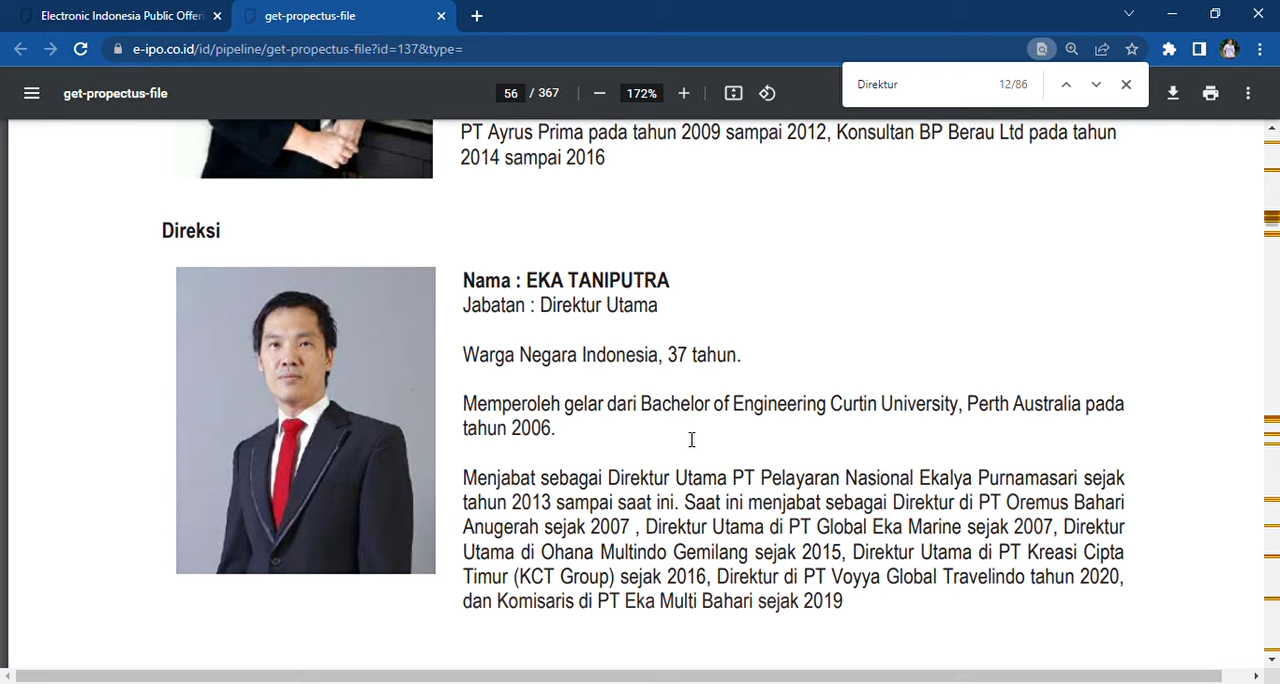 Electronic Indonesia Public Offeri
get-propectus-file
e-ipo.co.id/id/pipeline/get-propectus-file?id=137&type=
Direktur
12/86
get-propectus-file
56 / 367
172%
PT Ayrus Prima pada tahun 2009 sampai 2012, Konsultan BP Berau Ltd pada tahun
2014 sampai 2016
Direksi
Nama : EKA TANIPUTRA
Jabatan : Direktur Utama
Warga Negara Indonesia, 37 tahun.
Memperoleh gelar dari Bachelor of Engineering Curtin University, Perth Australia pada
tahun 2006.
Menjabat sebagai Direktur Utama PT Pelayaran Nasional Ekalya Purnamasari sejak
tahun 2013 sampai saat ini. Saat ini menjabat sebagai Direktur di PT Oremus Bahari
Anugerah sejak 2007 , Direktur Utama di PT Global Eka Marine sejak 2007, Direktur
Utama di Ohana Multindo Gemilang sejak 2015, Direktur Utama di PT Kreasi Cipta
Timur (KCT Group) sejak 2016, Direktur di PT Voyya Global Travelindo tahun 2020,
dan Komisaris di PT Eka Multi Bahari sejak 2019